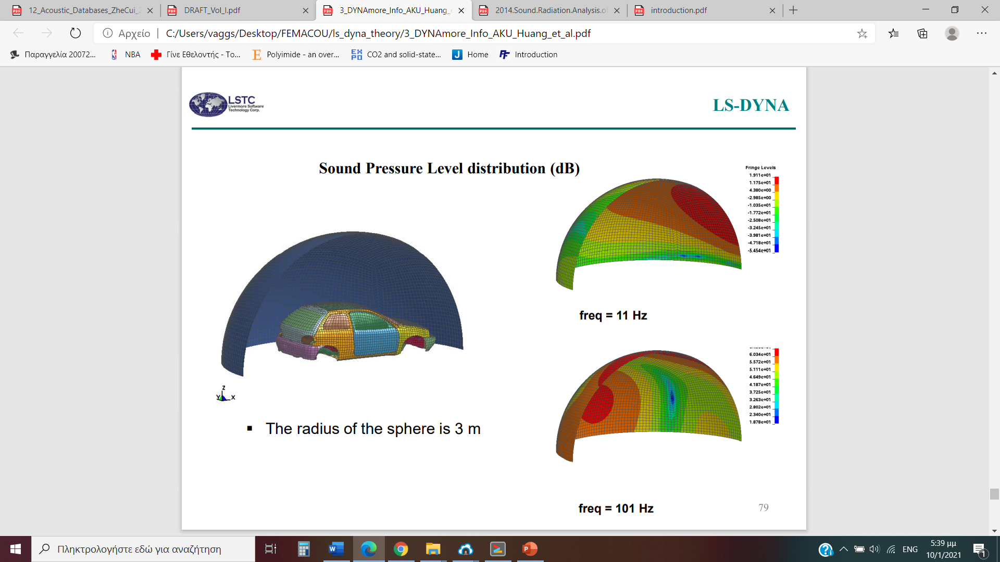 12_Acoustic_Databases_ZheCui_
DRAFT_Vol_I.pdf
3_DYNAmore_Info_AKU_Huang_
2014.Sound.Radiation.Analysis.o
introduction.pdf
Αρχείο
C:/Users/vaggs/Desktop/FEMACOU/ls_dyna_theory/3_DYNAmore_Info_AKU_Huang_et_al.pdf
Παραγγελία 20072...
NBA
Γίνε Εθελοντής - Το...
E
Polyimide - an over...
EXPO
CO2 and solid-state...
J
Home
FF
Introduction
LSTC
Livermore Software
Technology Corp.
LS-DYNA
Sound Pressure Level distribution (dB)
Fringe Levels
1.911e+01
1.175e+01
4.380e+00
-2.985e+00
-1.035e+01
-1.772e+01
-2.508e+01
-3.245e+01
-3.981e+01
-4.718e+01
-5.454e+01
freq = 11 Hz
6.034e+01
5.572e+01
5.111e+01
4.649e+01
4.187e+01
3.725e+01
3.263e+01
2.802e+01
2.340e+01
1.878e+01
Z
Y
X
▪ The radius of the sphere is 3 m
freq = 101 Hz
79
Πληκτρολογήστε εδώ για αναζήτηση
ENG
5:39 μμ
10/1/2021
1